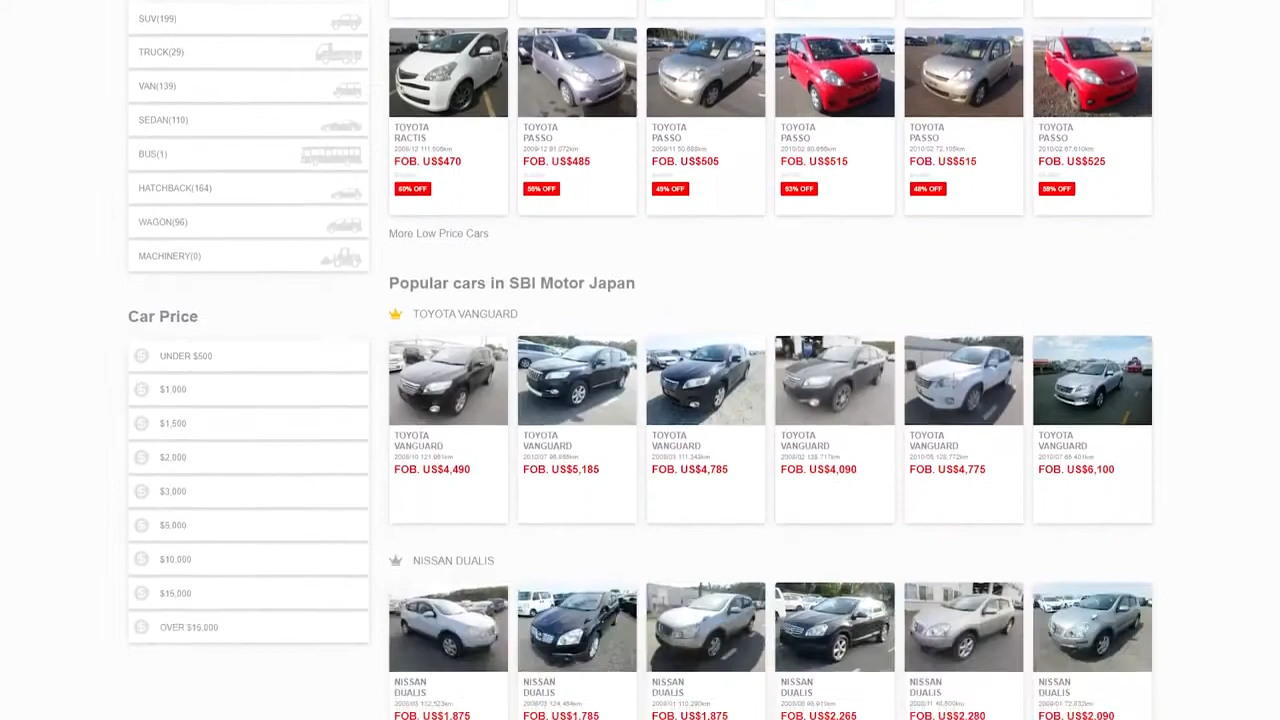 SUV(199)
TRUCK(29)
VAN(139)
SEDAN(110)
BUS(1)
HATCHBACK(164)
WAGON(96)
MACHINERY(0)
Car Price
UNDER $500
$1,000
$1,500
$2,000
$3,000
$5,000
$10,000
$15,000
OVER $15,000
TOYOTA
RACTIS
FOB. US$470
60% OFF
TOYOTA
PASSO
FOB. US$485
TOYOTA
PASSO
FOB. US$505
49% OFF
TOYOTA
PASSO
FOB. US$515
TOYOTA
PASSO
FOB. US$515
48% OFF
TOYOTA
PASSO
FOB. US$525
More Low Price Cars
Popular cars in SBI Motor Japan
TOYOTA VANGUARD
TOYOTA
VANGUARD
FOB. US$4,490
TOYOTA
VANGUARD
FOB. US$5,185
TOYOTA
VANGUARD
FOB. US$4,785
TOYOTA
VANGUARD
FOB. US$4,090
TOYOTA
VANGUARD
FOB. US$4,775
TOYOTA
VANGUARD
FOB. US$6,100
NISSAN DUALIS
NISSAN
DUALIS
FOB. US$1,875
NISSAN
DUALIS
FOB. US$1,785
NISSAN
DUALIS
FOB. US$1,875
NISSAN
DUALIS
FOB. US$2,265
NISSAN
DUALIS
FOB. US$2,280
NISSAN
DUALIS
FOB. US$2,090